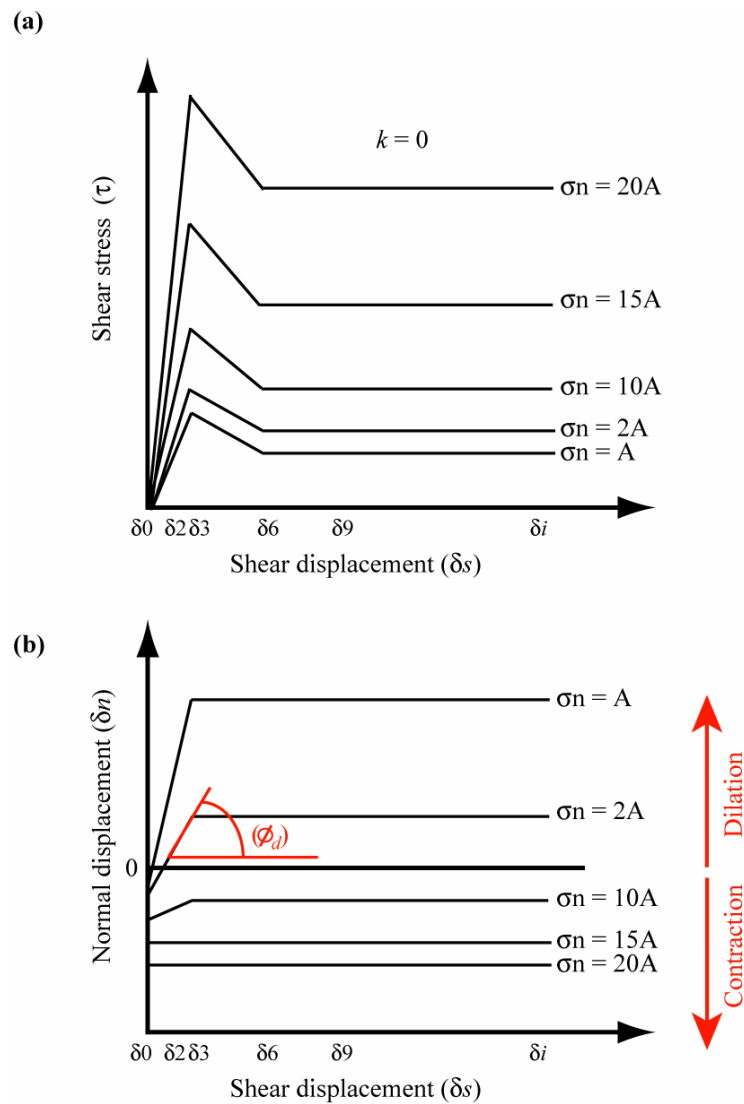 (a)
k = 0
Shear stress (τ)
σn = 20A
σn = 15A
σn = 10A
σn = 2A
σn = A
δ0 δ2 δ3 δ6 δ9 δi
Shear displacement (δs)
(b)
Normal displacement (δn)
σn = A
σn = 2A
(ϕd)
0
σn = 10A
σn = 15A
σn = 20A
Dilation
Contraction
δ0 δ2 δ3 δ6 δ9 δi
Shear displacement (δs)